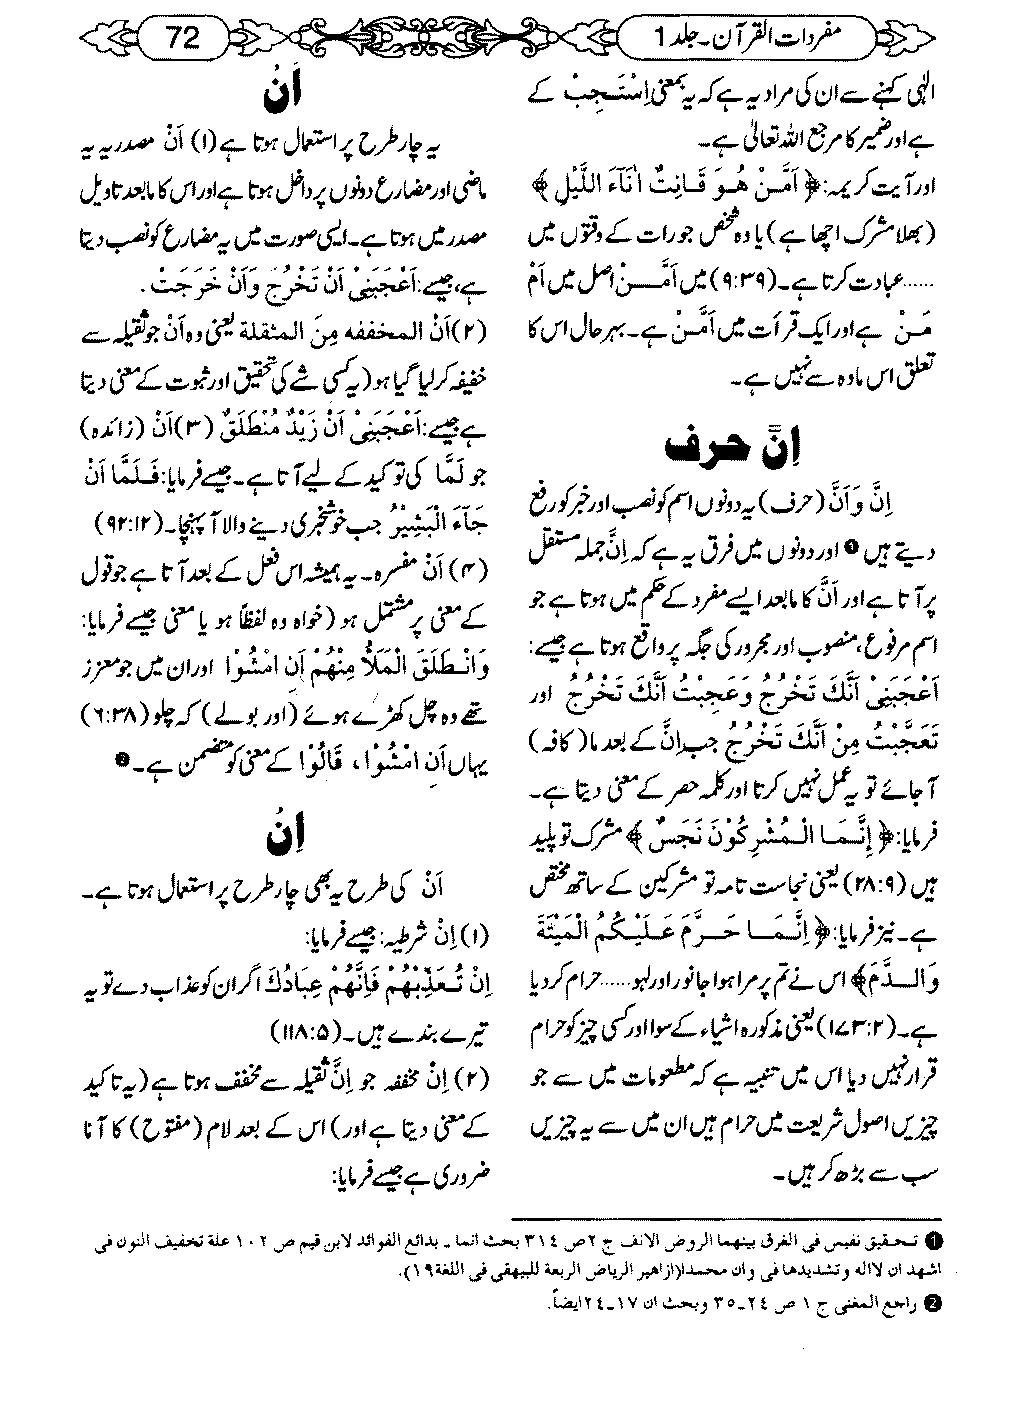 مفردات القرآن۔ جلد 1
72
الٰہی کہنے سے ان کی مراد یہ ہے کہ یہ بمعنی اِسْتَجِبْ کے
ہے اور ضمیر کا مرجع اللہ تعالیٰ ہے۔
اور آیت کریمہ: ﴿ اَمَّنْ هُوَ قَانِتٌ اٰنَآءَ اللَّيْلِ ﴾
(بھلا مشرک اچھا ہے) یا وہ شخص جو رات کے وقتوں میں
......عبادت کرتا ہے۔ (۹:۳۹) میں اَمَّنْ اصل میں اَمْ
مَنْ ہے اور ایک قرأت میں اَمَّنْ ہے۔ بہرحال اس کا
تعلق اس مادہ سے نہیں ہے۔
اِنَّ حرف
اِنَّ وَاَنَّ (حرف) یہ دونوں اسم کو نصب اور خبر کو رفع
دیتے ہیں ❶ اور دونوں میں فرق یہ ہے کہ اِنَّ جملہ مستقل
پر آتا ہے اور اَنَّ کا مابعد ایسے مفرد کے حکم میں ہوتا ہے جو
اسم مرفوع، منصوب اور مجرور کی جگہ پر واقع ہوتا ہے جیسے:
اَعْجَبَنِیْ اَنَّكَ تَخْرُجُ وَعَجِبْتُ اَنَّكَ تَخْرُجُ اور
تَعَجَّبْتُ مِنْ اَنَّكَ تَخْرُجُ جب اِنَّ کے بعد ما (کافہ)
آ جائے تو یہ عمل نہیں کرتا اور کلمہ حصر کے معنی دیتا ہے۔
فرمایا: ﴿ اِنَّمَا الْمُشْرِكُوْنَ نَجَسٌ ﴾ مشرک تو پلید
ہیں (۲۸:۹) یعنی نجاست تامہ تو مشرکین کے ساتھ مختص
ہے۔ نیز فرمایا: ﴿ اِنَّمَا حَرَّمَ عَلَيْكُمُ الْمَيْتَةَ
وَالدَّمَ ﴾ اس نے تم پر مرا ہوا جانور اور لہو......حرام کر دیا
ہے۔ (۱۷۳:۲) یعنی مذکورہ اشیاء کے سوا اور کسی چیز کو حرام
قرار نہیں دیا اس میں تنبیہ ہے کہ مطعومات میں سے جو
چیزیں اصول شریعت میں حرام ہیں ان میں سے یہ چیزیں
سب سے بڑھ کر ہیں۔
اَنْ
یہ چار طرح پر استعمال ہوتا ہے (۱) اَنْ مصدریہ یہ
ماضی اور مضارع دونوں پر داخل ہوتا ہے اور اس کا مابعد تاویل
مصدر میں ہوتا ہے۔ ایسی صورت میں یہ مضارع کو نصب دیتا
ہے، جیسے: اَعْجَبَنِیْ اَنْ تَخْرُجَ وَاَنْ خَرَجْتَ.
(۲) اَنْ المخففه مِنَ المثقلة یعنی وہ اَنْ جو ثقیلہ سے
خفیفہ کر لیا گیا ہو (یہ کسی شے کی تحقیق اور ثبوت کے معنی دیتا
ہے جیسے: اَعْجَبَنِیْ اَنْ زَيْدٌ مُنْطَلِقٌ (۳) اَنْ (زائدہ)
جو لَمَّا کی توکید کے لیے آتا ہے۔ جیسے فرمایا: فَلَمَّا اَنْ
جَآءَ الْبَشِيْرُ جب خوشخبری دینے والا آ پہنچا۔ (۹۲:۱۲)
(۴) اَنْ مفسرہ۔ یہ ہمیشہ اس فعل کے بعد آتا ہے جو قول
کے معنی پر مشتمل ہو (خواہ وہ لفظاً ہو یا معنی جیسے فرمایا:
وَانْطَلَقَ الْمَلَأُ مِنْهُمْ اَنِ امْشُوْا اور ان میں جو معزز
تھے وہ چل کھڑے ہوئے (اور بولے) کہ چلو (۶:۳۸)
یہاں اَنِ امْشُوْا، قَالُوْا کے معنی کو متضمن ہے۔ ❷
اِنْ
اَنْ کی طرح یہ بھی چار طرح پر استعمال ہوتا ہے۔
(۱) اِنْ شرطیہ: جیسے فرمایا:
اِنْ تُعَذِّبْهُمْ فَاِنَّهُمْ عِبَادُكَ اگر ان کو عذاب دے تو یہ
تیرے بندے ہیں۔ (۱۱۸:۵)
(۲) اِنْ مخففہ جو اِنَّ ثقیلہ سے مخفف ہوتا ہے (یہ تاکید
کے معنی دیتا ہے اور) اس کے بعد لام (مفتوح) کا آنا
ضروری ہے جیسے فرمایا:
❶ تحقیق نفیس فی الفرق بینهما الروض الانف ج ۲ ص ۳۱۴ بحث انما ۔ بدائع الفوائد لابن قیم ص ۱۰۲ علة تخفیف النون فی
اشهد ان لااله وتشدیدها فی وان محمدا(ازاهیر الریاض الربعة للبیهقی فی اللغة ۱۹).
❷ راجع المغنی ج ۱ ص ۲۴۔۳۵ وبحث ان ۱۷۔۲۴ ایضاً.